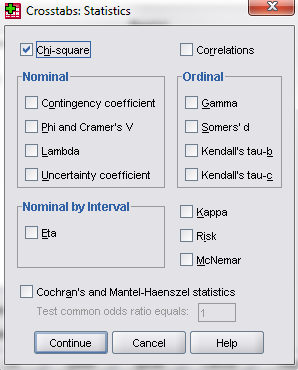 Crosstabs: Statistics
Chi-square
Correlations
Nominal
Contingency coefficient
Phi and Cramer's V
Lambda
Uncertainty coefficient
Ordinal
Gamma
Somers' d
Kendall's tau-b
Kendall's tau-c
Nominal by Interval
Eta
Kappa
Risk
McNemar
Cochran's and Mantel-Haenszel statistics
Test common odds ratio equals: 1
Continue Cancel Help